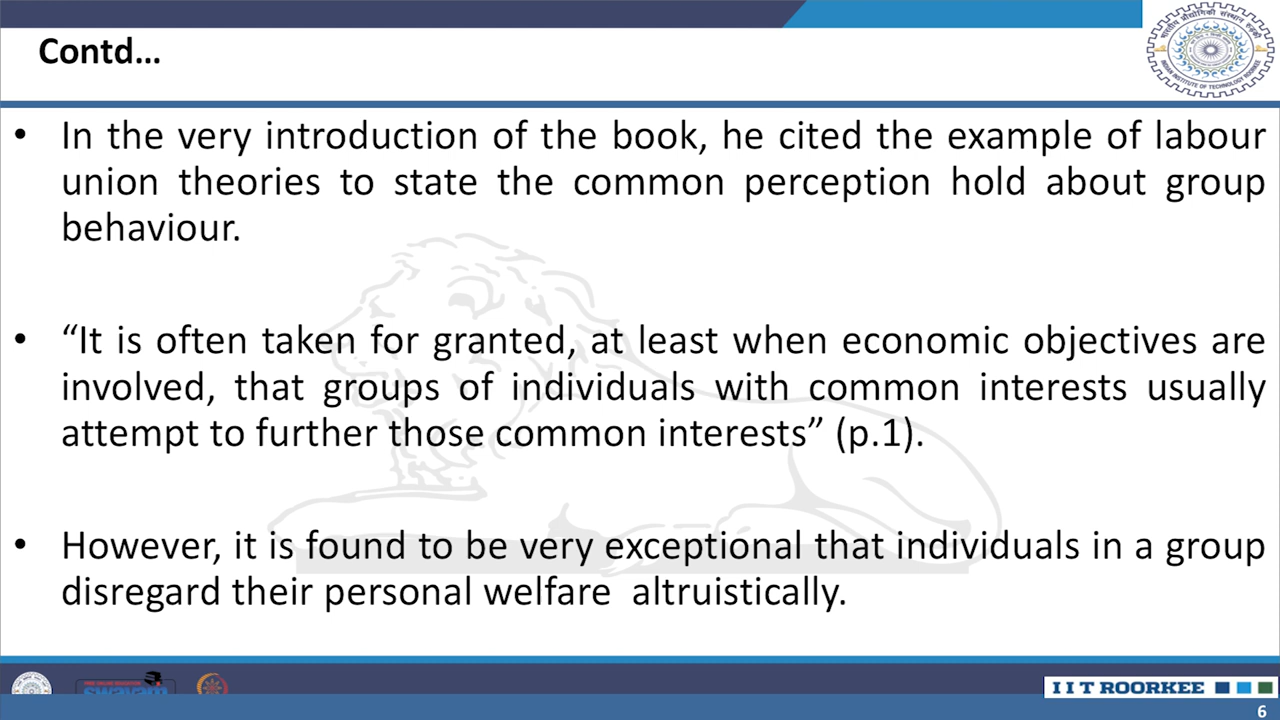 Contd...
• In the very introduction of the book, he cited the example of labour
union theories to state the common perception hold about group
behaviour.
• “It is often taken for granted, at least when economic objectives are
involved, that groups of individuals with common interests usually
attempt to further those common interests” (p.1).
• However, it is found to be very exceptional that individuals in a group
disregard their personal welfare altruistically.
swayam
IIT ROORKEE
6